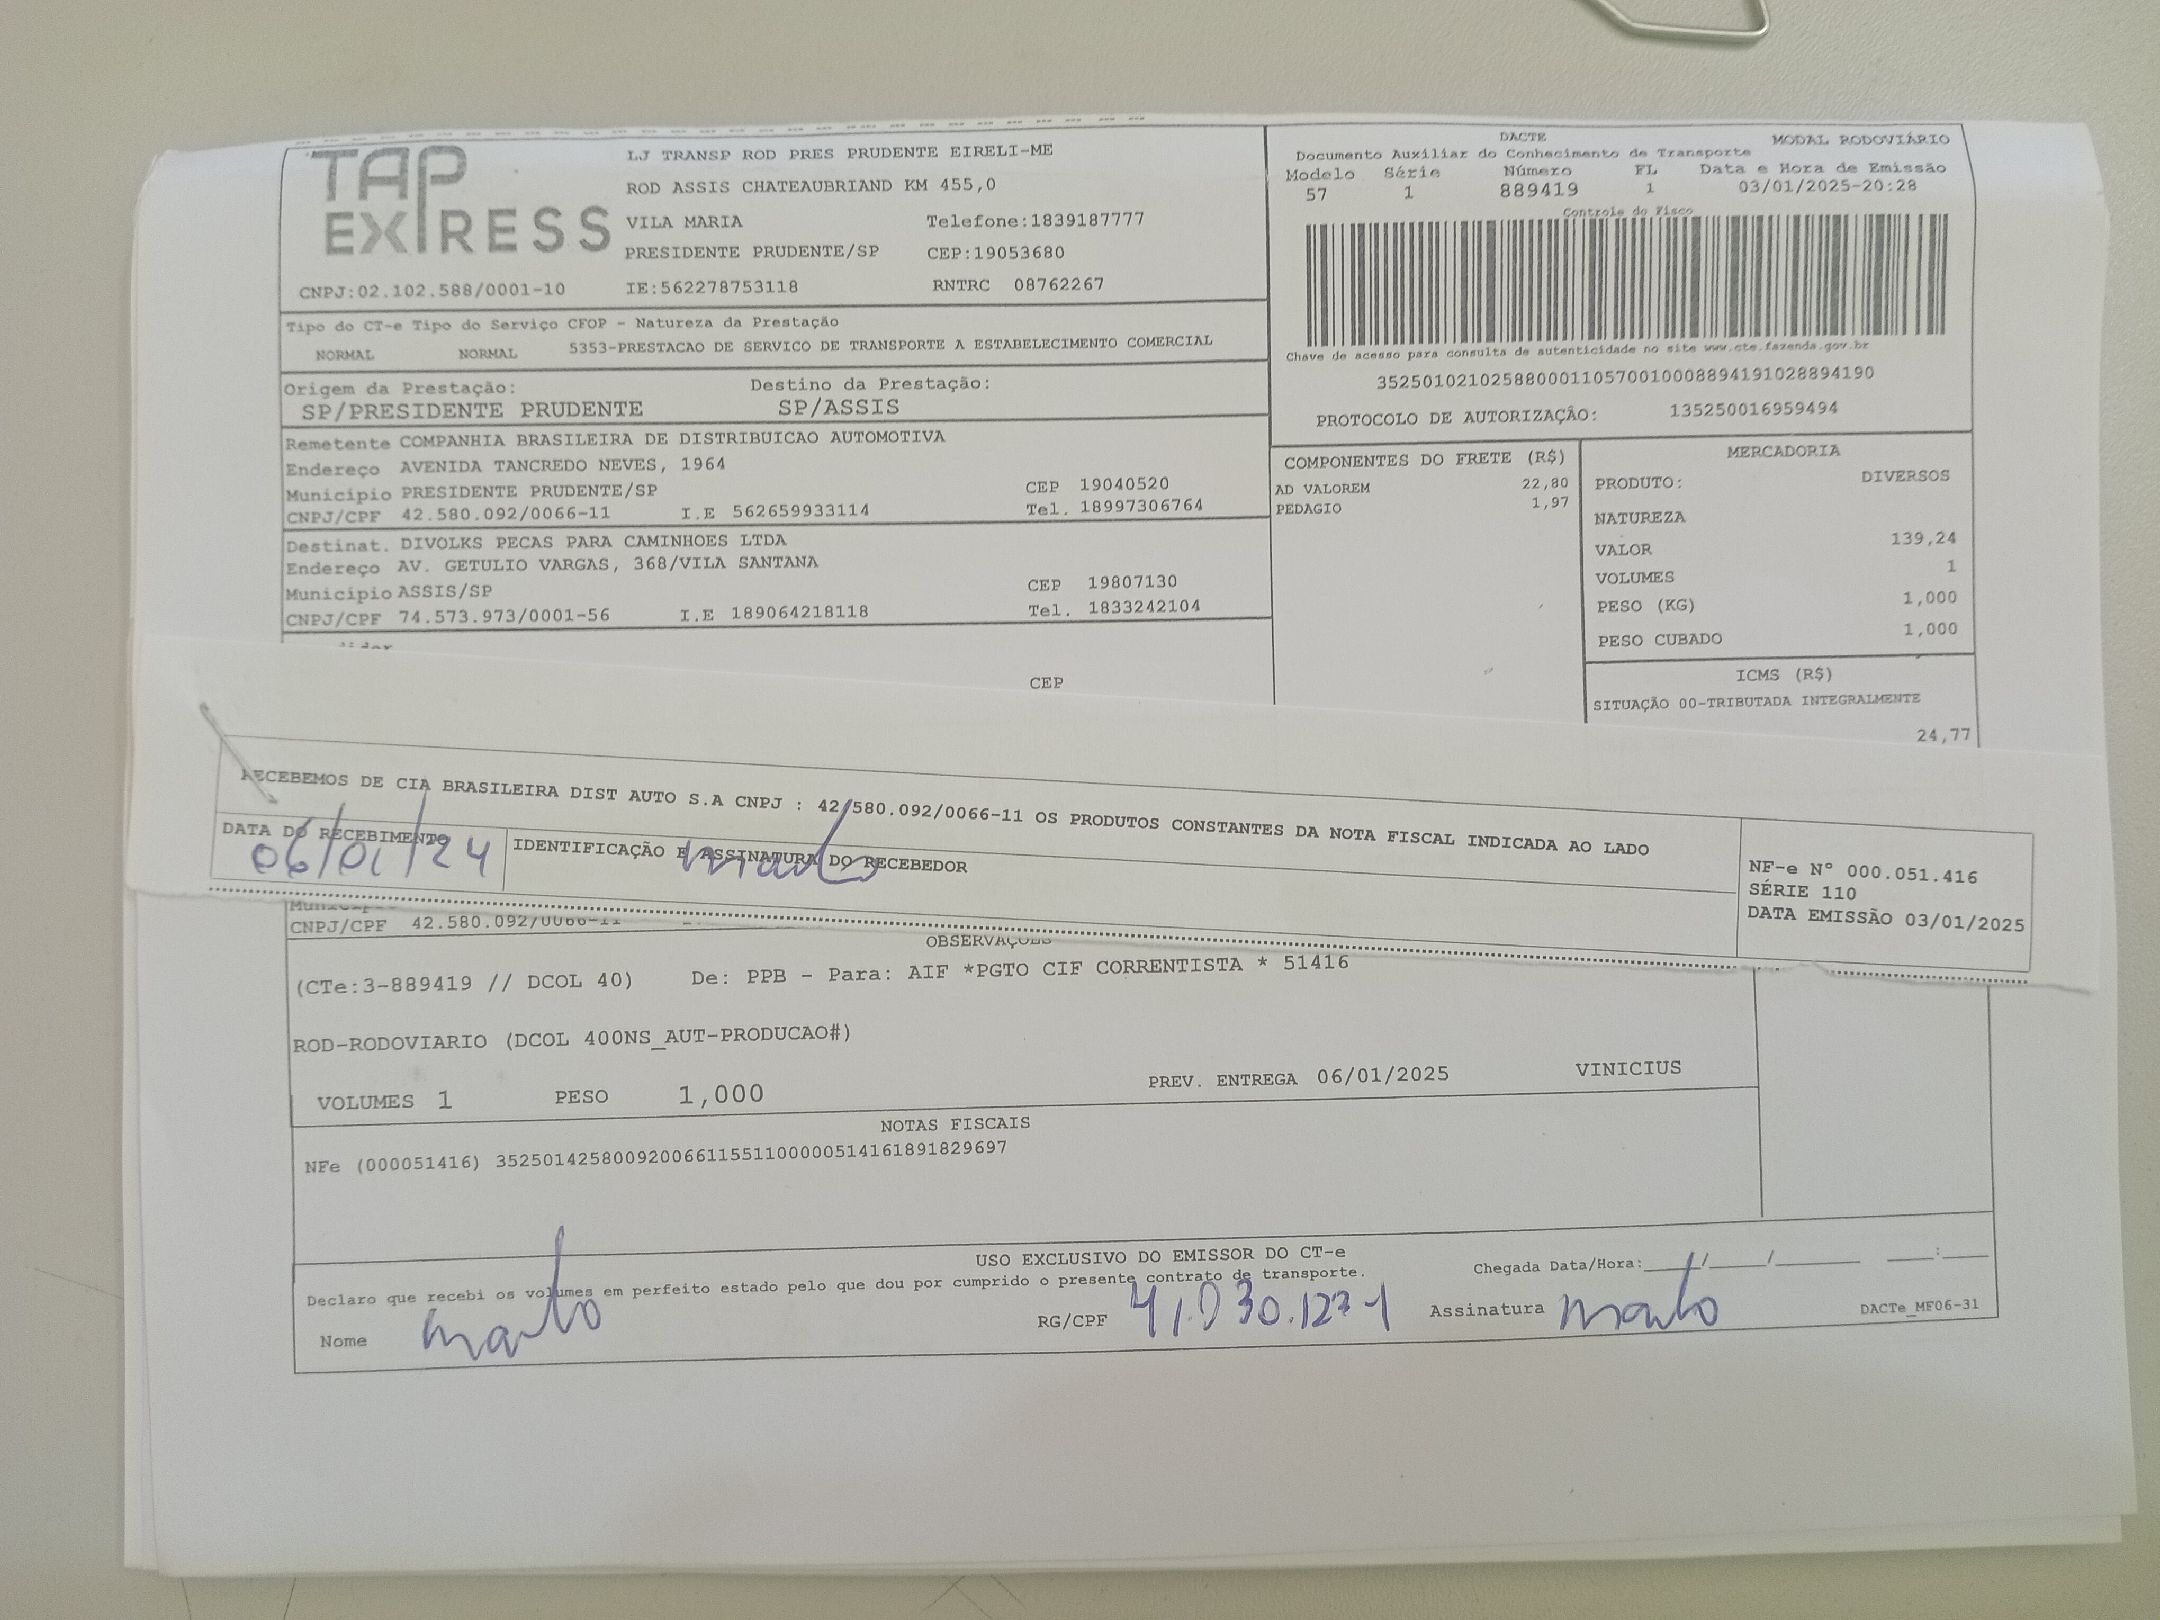 TAP EXPRESS
LJ TRANSP ROD PRES PRUDENTE EIRELI-ME
ROD ASSIS CHATEAUBRIAND KM 455,0
VILA MARIA Telefone:1839187777
PRESIDENTE PRUDENTE/SP CEP:19053680
CNPJ:02.102.588/0001-10 IE:562278753118 RNTRC 08762267
DACTE MODAL RODOVIÁRIO
Documento Auxiliar do Conhecimento de Transporte
Modelo Série Número FL Data e Hora de Emissão
57 1 889419 1 03/01/2025-20:28
Controle do Fisco
Chave de acesso para consulta de autenticidade no site www.cte.fazenda.gov.br
35250102102588000110570010008894191028894190
PROTOCOLO DE AUTORIZAÇÃO: 135250016959494
Tipo do CT-e Tipo do Serviço CFOP - Natureza da Prestação
NORMAL NORMAL 5353-PRESTACAO DE SERVICO DE TRANSPORTE A ESTABELECIMENTO COMERCIAL
Origem da Prestação: Destino da Prestação:
SP/PRESIDENTE PRUDENTE SP/ASSIS
Remetente COMPANHIA BRASILEIRA DE DISTRIBUICAO AUTOMOTIVA
Endereço AVENIDA TANCREDO NEVES, 1964
Município PRESIDENTE PRUDENTE/SP CEP 19040520
CNPJ/CPF 42.580.092/0066-11 I.E 562659933114 Tel. 18997306764
Destinat. DIVOLKS PECAS PARA CAMINHOES LTDA
Endereço AV. GETULIO VARGAS, 368/VILA SANTANA
Município ASSIS/SP CEP 19807130
CNPJ/CPF 74.573.973/0001-56 I.E 189064218118 Tel. 1833242104
CEP
COMPONENTES DO FRETE (R$)
AD VALOREM 22,80
PEDAGIO 1,97
MERCADORIA
PRODUTO: DIVERSOS
NATUREZA
VALOR 139,24
VOLUMES 1
PESO (KG) 1,000
PESO CUBADO 1,000
ICMS (R$)
SITUAÇÃO 00-TRIBUTADA INTEGRALMENTE
24,77
RECEBEMOS DE CIA BRASILEIRA DIST AUTO S.A CNPJ : 42.580.092/0066-11 OS PRODUTOS CONSTANTES DA NOTA FISCAL INDICADA AO LADO
DATA DO RECEBIMENTO IDENTIFICAÇÃO E ASSINATURA DO RECEBEDOR
06/01/24
NF-e N° 000.051.416
SÉRIE 110
DATA EMISSÃO 03/01/2025
CNPJ/CPF 42.580.092/0066-11
OBSERVAÇÕES
(CTe:3-889419 // DCOL 40) De: PPB - Para: AIF *PGTO CIF CORRENTISTA * 51416
ROD-RODOVIARIO (DCOL 400NS_AUT-PRODUCAO#)
VOLUMES 1 PESO 1,000 PREV. ENTREGA 06/01/2025 VINICIUS
NOTAS FISCAIS
NFe (000051416) 35250142580092006611551100000514161891829697
USO EXCLUSIVO DO EMISSOR DO CT-e
Declaro que recebi os volumes em perfeito estado pelo que dou por cumprido o presente contrato de transporte.
Chegada Data/Hora:____/____/______ ____:____
Nome RG/CPF Assinatura DACTe_MF06-31